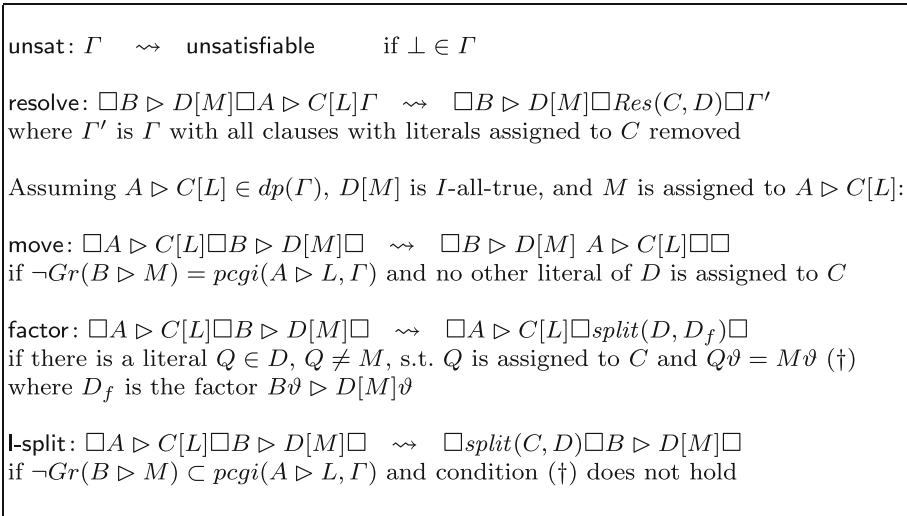 unsat: Γ ⇝ unsatisfiable if ⊥ ∈ Γ
resolve: □B ▷ D[M]□A ▷ C[L]Γ ⇝ □B ▷ D[M]□Res(C, D)□Γ′
where Γ′ is Γ with all clauses with literals assigned to C removed
Assuming A ▷ C[L] ∈ dp(Γ), D[M] is I-all-true, and M is assigned to A ▷ C[L]:
move: □A ▷ C[L]□B ▷ D[M]□ ⇝ □B ▷ D[M] A ▷ C[L]□□
if ¬Gr(B ▷ M) = pcgi(A ▷ L, Γ) and no other literal of D is assigned to C
factor: □A ▷ C[L]□B ▷ D[M]□ ⇝ □A ▷ C[L]□split(D, D_f)□
if there is a literal Q ∈ D, Q ≠ M, s.t. Q is assigned to C and Qϑ = Mϑ (†)
where D_f is the factor Bϑ ▷ D[M]ϑ
l-split: □A ▷ C[L]□B ▷ D[M]□ ⇝ □split(C, D)□B ▷ D[M]□
if ¬Gr(B ▷ M) ⊂ pcgi(A ▷ L, Γ) and condition (†) does not hold